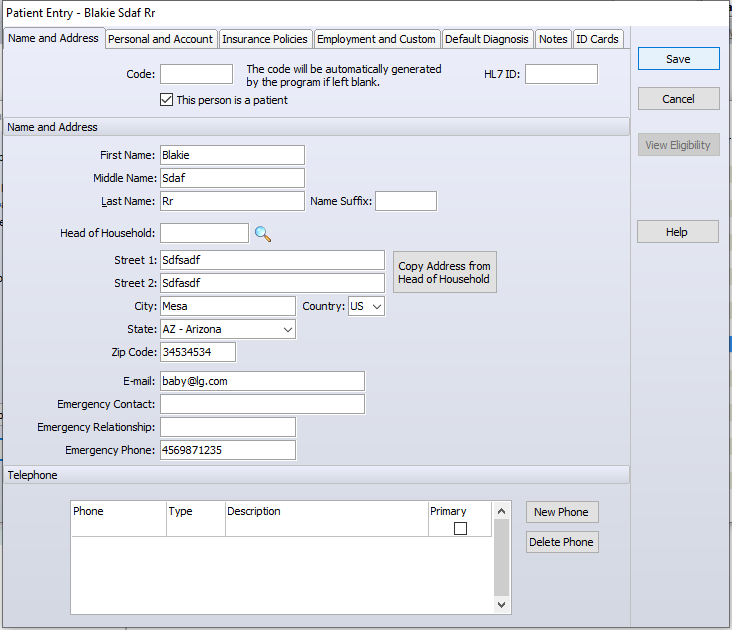 Patient Entry - Blakie Sdaf Rr
Name and Address Personal and Account Insurance Policies Employment and Custom Default Diagnosis Notes ID Cards
Save
Code: The code will be automatically generated by the program if left blank. HL7 ID:
This person is a patient
Cancel
Name and Address
View Eligibility
First Name: Blakie
Middle Name: Sdaf
Last Name: Rr Name Suffix:
Head of Household:
Help
Street 1: Sdfsadf
Copy Address from
Head of Household
Street 2: Sdfasdf
City: Mesa Country: US
State: AZ - Arizona
Zip Code: 34534534
E-mail: baby@lg.com
Emergency Contact:
Emergency Relationship:
Emergency Phone: 4569871235
Telephone
Phone Type Description Primary
New Phone
Delete Phone